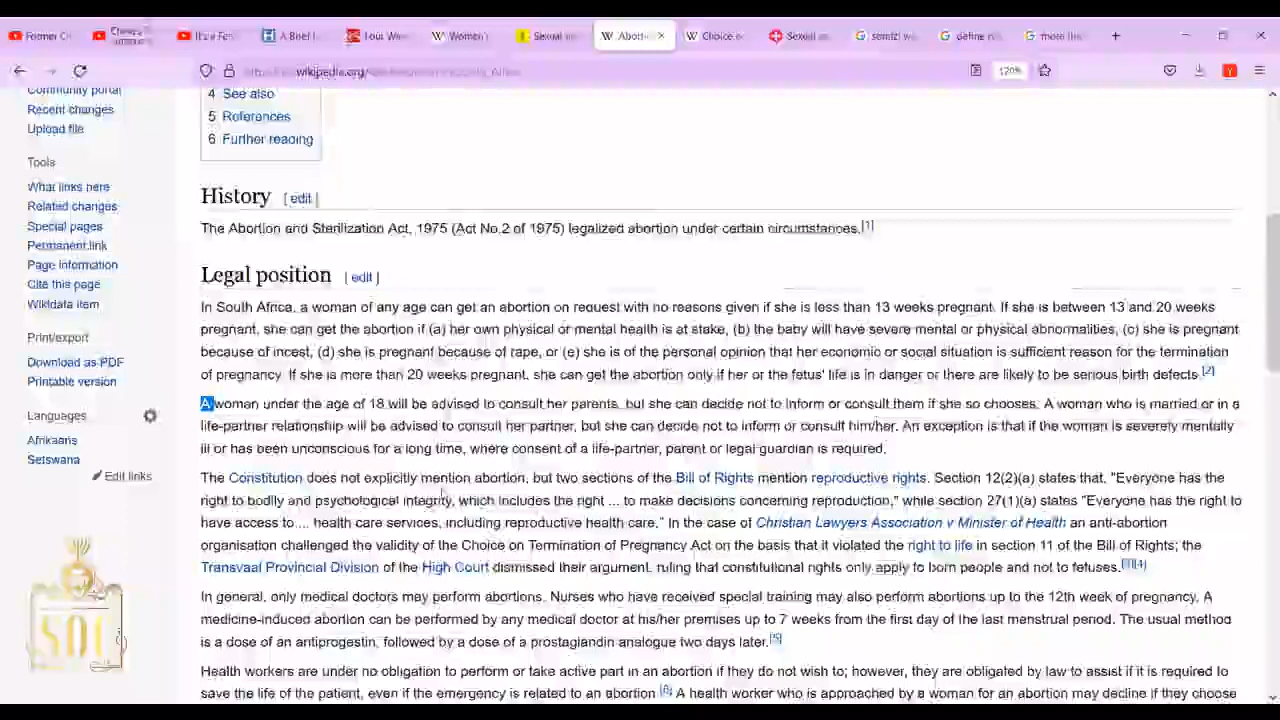 Former C
It's a Fen
A Brief
Your We
Women'
Sexual
Aborti
Choice o
Sexual as
more the
wikipedia.org/
120%
Community portal
Recent changes
Upload file
Tools
What links here
Related changes
Special pages
Permanent link
Page information
Cite this page
Wikidata item
Print/export
Download as PDF
Printable version
Languages
Afrikaans
Setswana
Edit links
4 See also
5 References
6 Further reading
History [ edit ]
The Abortion and Sterilization Act, 1975 (Act No.2 of 1975) legalized abortion under certain circumstances.[1]
Legal position [ edit ]
In South Africa, a woman of any age can get an abortion on request with no reasons given if she is less than 13 weeks pregnant. If she is between 13 and 20 weeks
pregnant, she can get the abortion if (a) her own physical or mental health is at stake, (b) the baby will have severe mental or physical abnormalities, (c) she is pregnant
because of incest, (d) she is pregnant because of rape, or (e) she is of the personal opinion that her economic or social situation is sufficient reason for the termination
of pregnancy. If she is more than 20 weeks pregnant, she can get the abortion only if her or the fetus' life is in danger or there are likely to be serious birth defects.[2]
A woman under the age of 18 will be advised to consult her parents, but she can decide not to inform or consult them if she so chooses. A woman who is married or in a
life-partner relationship will be advised to consult her partner, but she can decide not to inform or consult him/her. An exception is that if the woman is severely mentally
ill or has been unconscious for a long time, where consent of a life-partner, parent or legal guardian is required.
The Constitution does not explicitly mention abortion, but two sections of the Bill of Rights mention reproductive rights. Section 12(2)(a) states that, "Everyone has the
right to bodily and psychological integrity, which includes the right ... to make decisions concerning reproduction," while section 27(1)(a) states "Everyone has the right to
have access to ... health care services, including reproductive health care." In the case of Christian Lawyers Association v Minister of Health an anti-abortion
organisation challenged the validity of the Choice on Termination of Pregnancy Act on the basis that it violated the right to life in section 11 of the Bill of Rights; the
Transvaal Provincial Division of the High Court dismissed their argument, ruling that constitutional rights only apply to born people and not to fetuses.[3][4]
In general, only medical doctors may perform abortions. Nurses who have received special training may also perform abortions up to the 12th week of pregnancy. A
medicine-induced abortion can be performed by any medical doctor at his/her premises up to 7 weeks from the first day of the last menstrual period. The usual method
is a dose of an antiprogestin, followed by a dose of a prostaglandin analogue two days later.[5]
Health workers are under no obligation to perform or take active part in an abortion if they do not wish to; however, they are obligated by law to assist if it is required to
save the life of the patient, even if the emergency is related to an abortion.[6] A health worker who is approached by a woman for an abortion may decline if they choose